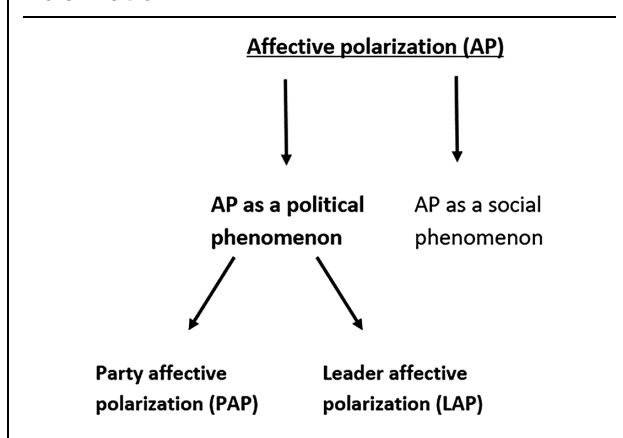 Affective polarization (AP)
AP as a political
phenomenon
AP as a social
phenomenon
Party affective
polarization (PAP)
Leader affective
polarization (LAP)